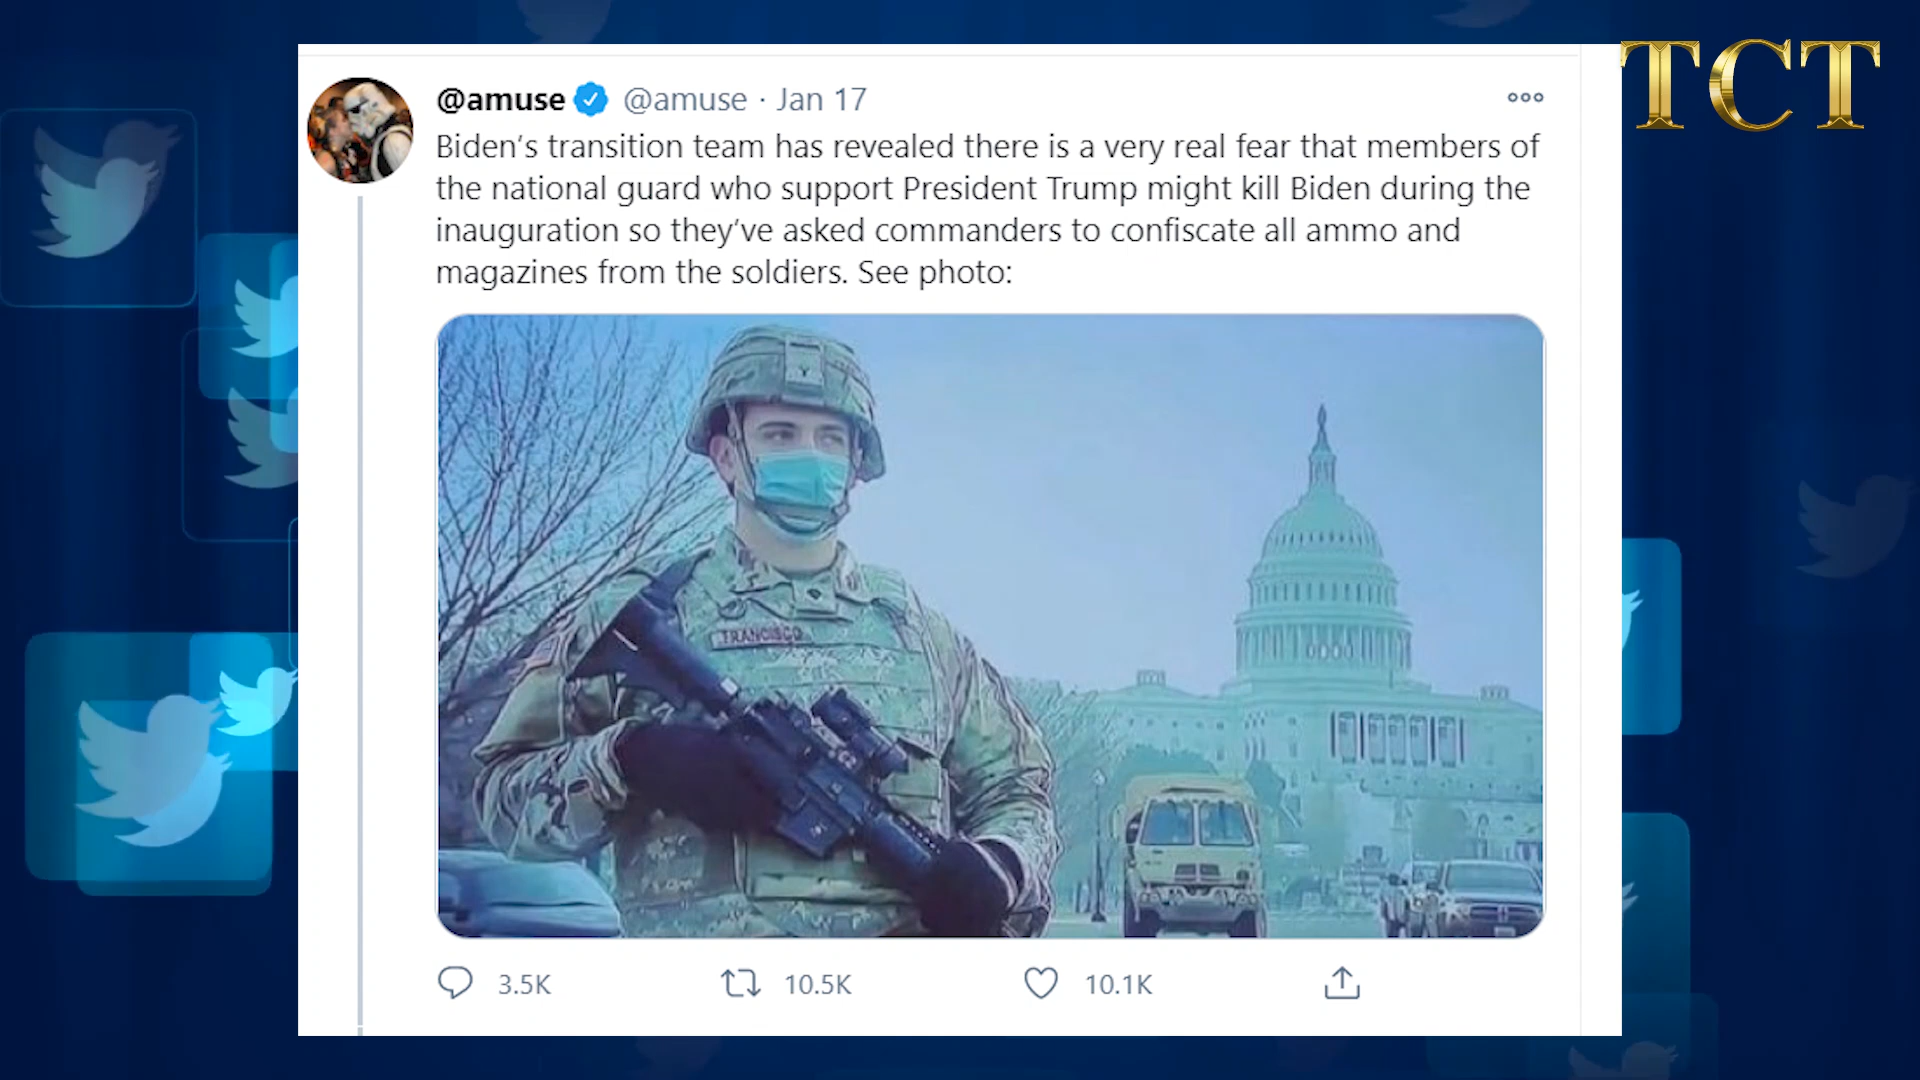 TCT
@amuse @amuse · Jan 17
Biden's transition team has revealed there is a very real fear that members of
the national guard who support President Trump might kill Biden during the
inauguration so they've asked commanders to confiscate all ammo and
magazines from the soldiers. See photo:
FRANCISCO
3.5K 10.5K 10.1K